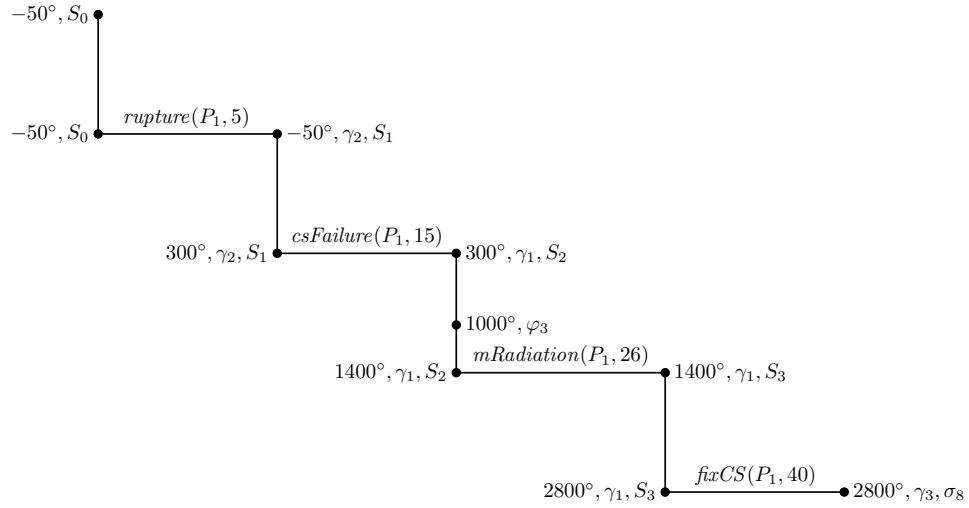 −50°, S₀
−50°, S₀
rupture(P₁, 5)
−50°, γ₂, S₁
300°, γ₂, S₁
csFailure(P₁, 15)
300°, γ₁, S₂
1000°, φ₃
1400°, γ₁, S₂
mRadiation(P₁, 26)
1400°, γ₁, S₃
2800°, γ₁, S₃
fixCS(P₁, 40)
2800°, γ₃, σ₈